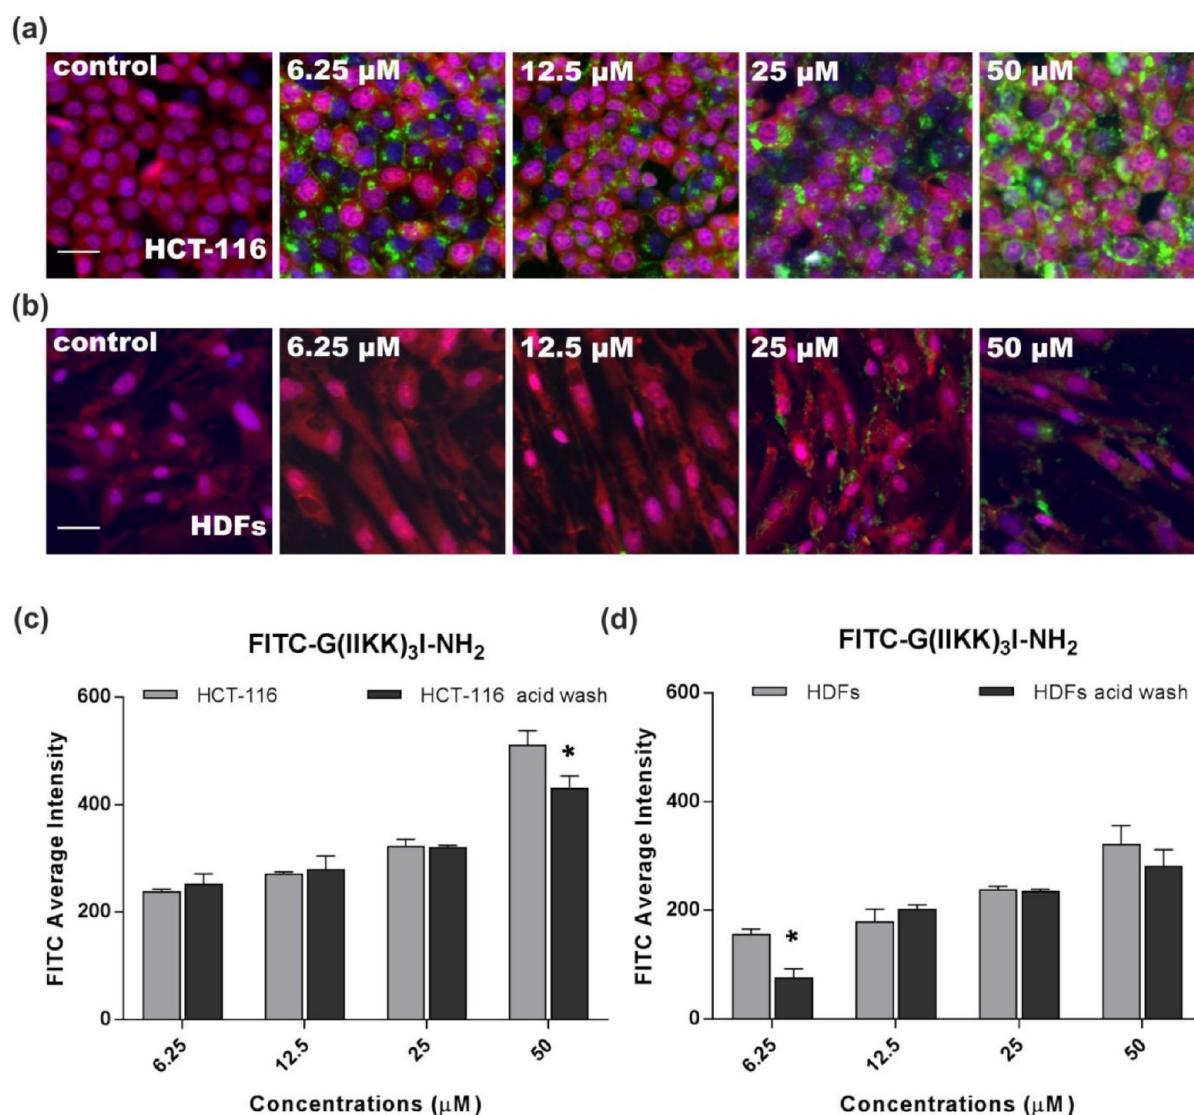 (a)
control 6.25 µM 12.5 µM 25 µM 50 µM
HCT-116
(b)
control 6.25 µM 12.5 µM 25 µM 50 µM
HDFs
(c)
FITC-G(IIKK)₃I-NH₂
HCT-116 HCT-116 acid wash
FITC Average Intensity
600
400
200
0
*
6.25 12.5 25 50
Concentrations (µM)
(d)
FITC-G(IIKK)₃I-NH₂
HDFs HDFs acid wash
FITC Average Intensity
600
400
200
0
*
6.25 12.5 25 50
Concentrations (µM)